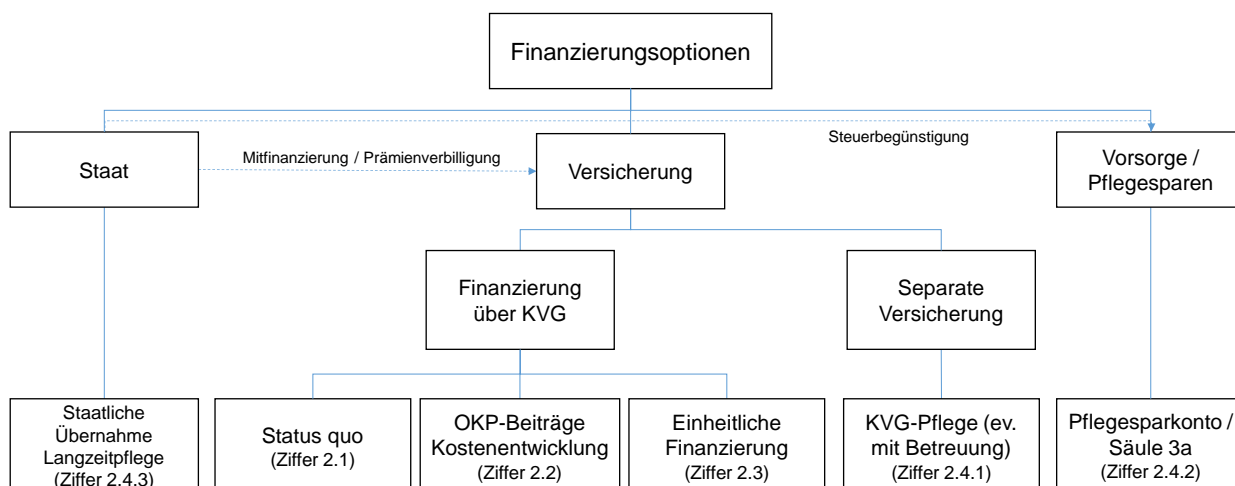 Finanzierungsoptionen
Steuerbegünstigung
Staat
Mitfinanzierung / Prämienverbilligung
Versicherung
Vorsorge /
Pflegesparen
Finanzierung
über KVG
Separate
Versicherung
Staatliche
Übernahme
Langzeitpflege
(Ziffer 2.4.3)
Status quo
(Ziffer 2.1)
OKP-Beiträge
Kostenentwicklung
(Ziffer 2.2)
Einheitliche
Finanzierung
(Ziffer 2.3)
KVG-Pflege (ev.
mit Betreuung)
(Ziffer 2.4.1)
Pflegesparkonto /
Säule 3a
(Ziffer 2.4.2)